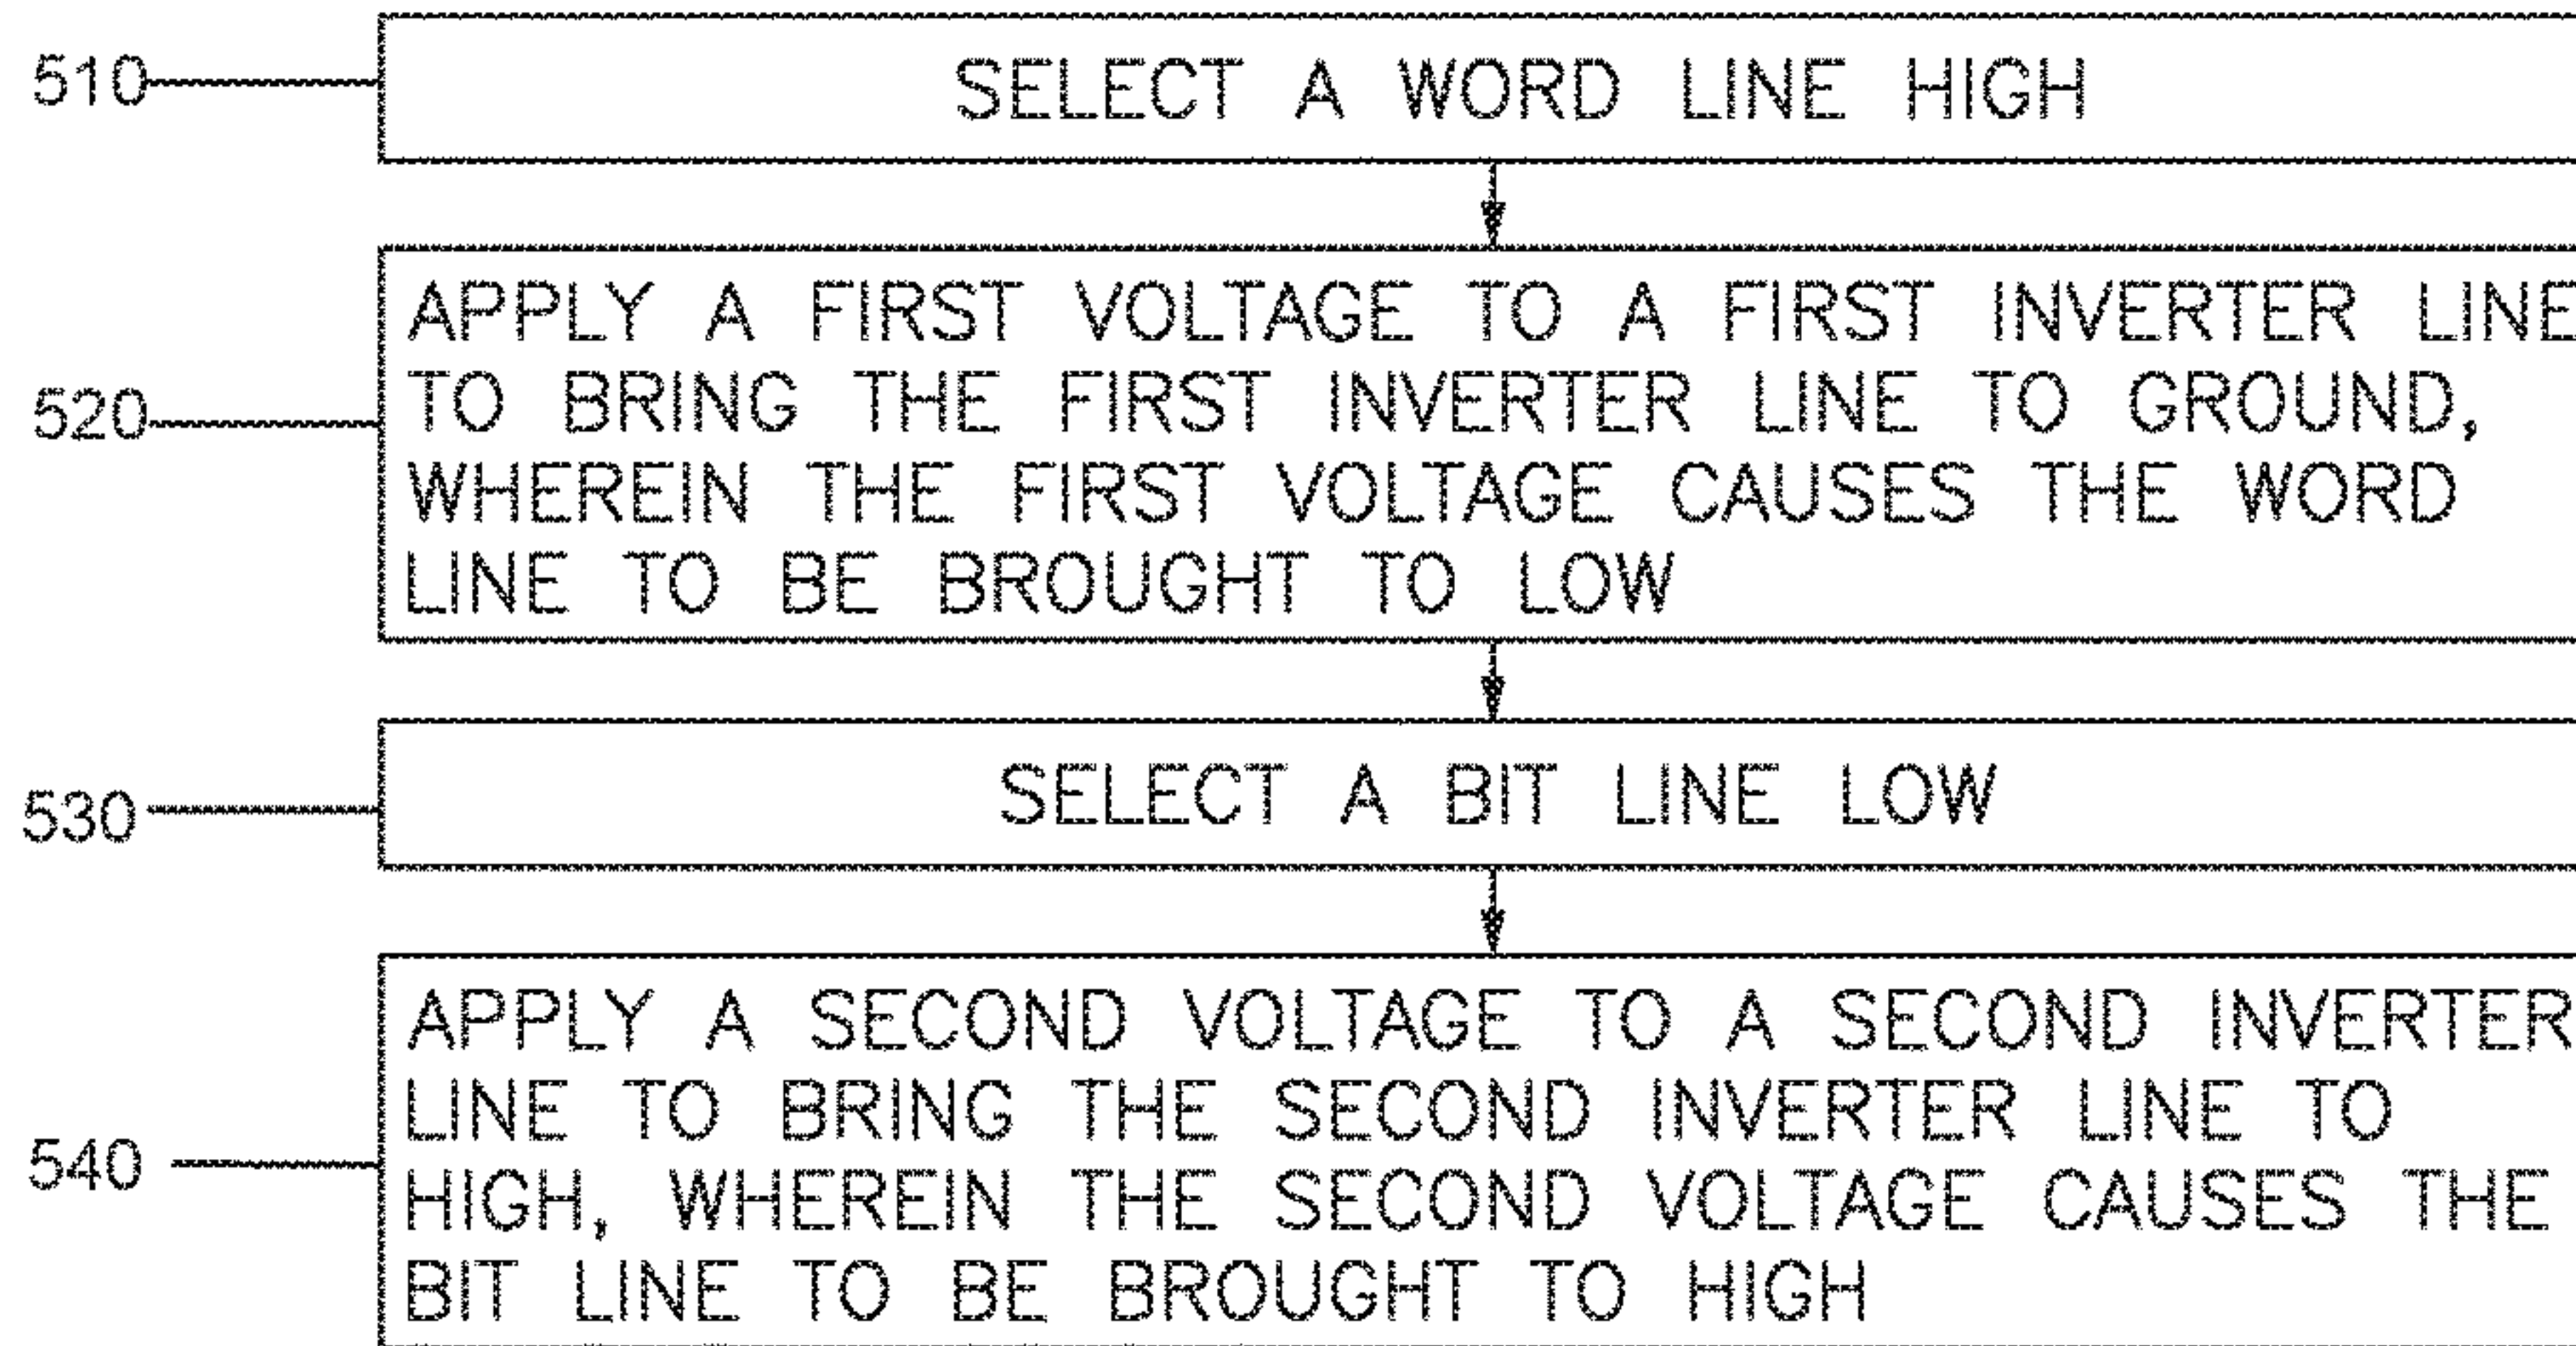 510 SELECT A WORD LINE HIGH
APPLY A FIRST VOLTAGE TO A FIRST INVERTER LINE
520 TO BRING THE FIRST INVERTER LINE TO GROUND,
WHEREIN THE FIRST VOLTAGE CAUSES THE WORD
LINE TO BE BROUGHT TO LOW
530 SELECT A BIT LINE LOW
APPLY A SECOND VOLTAGE TO A SECOND INVERTER
LINE TO BRING THE SECOND INVERTER LINE TO
540 HIGH, WHEREIN THE SECOND VOLTAGE CAUSES THE
BIT LINE TO BE BROUGHT TO HIGH